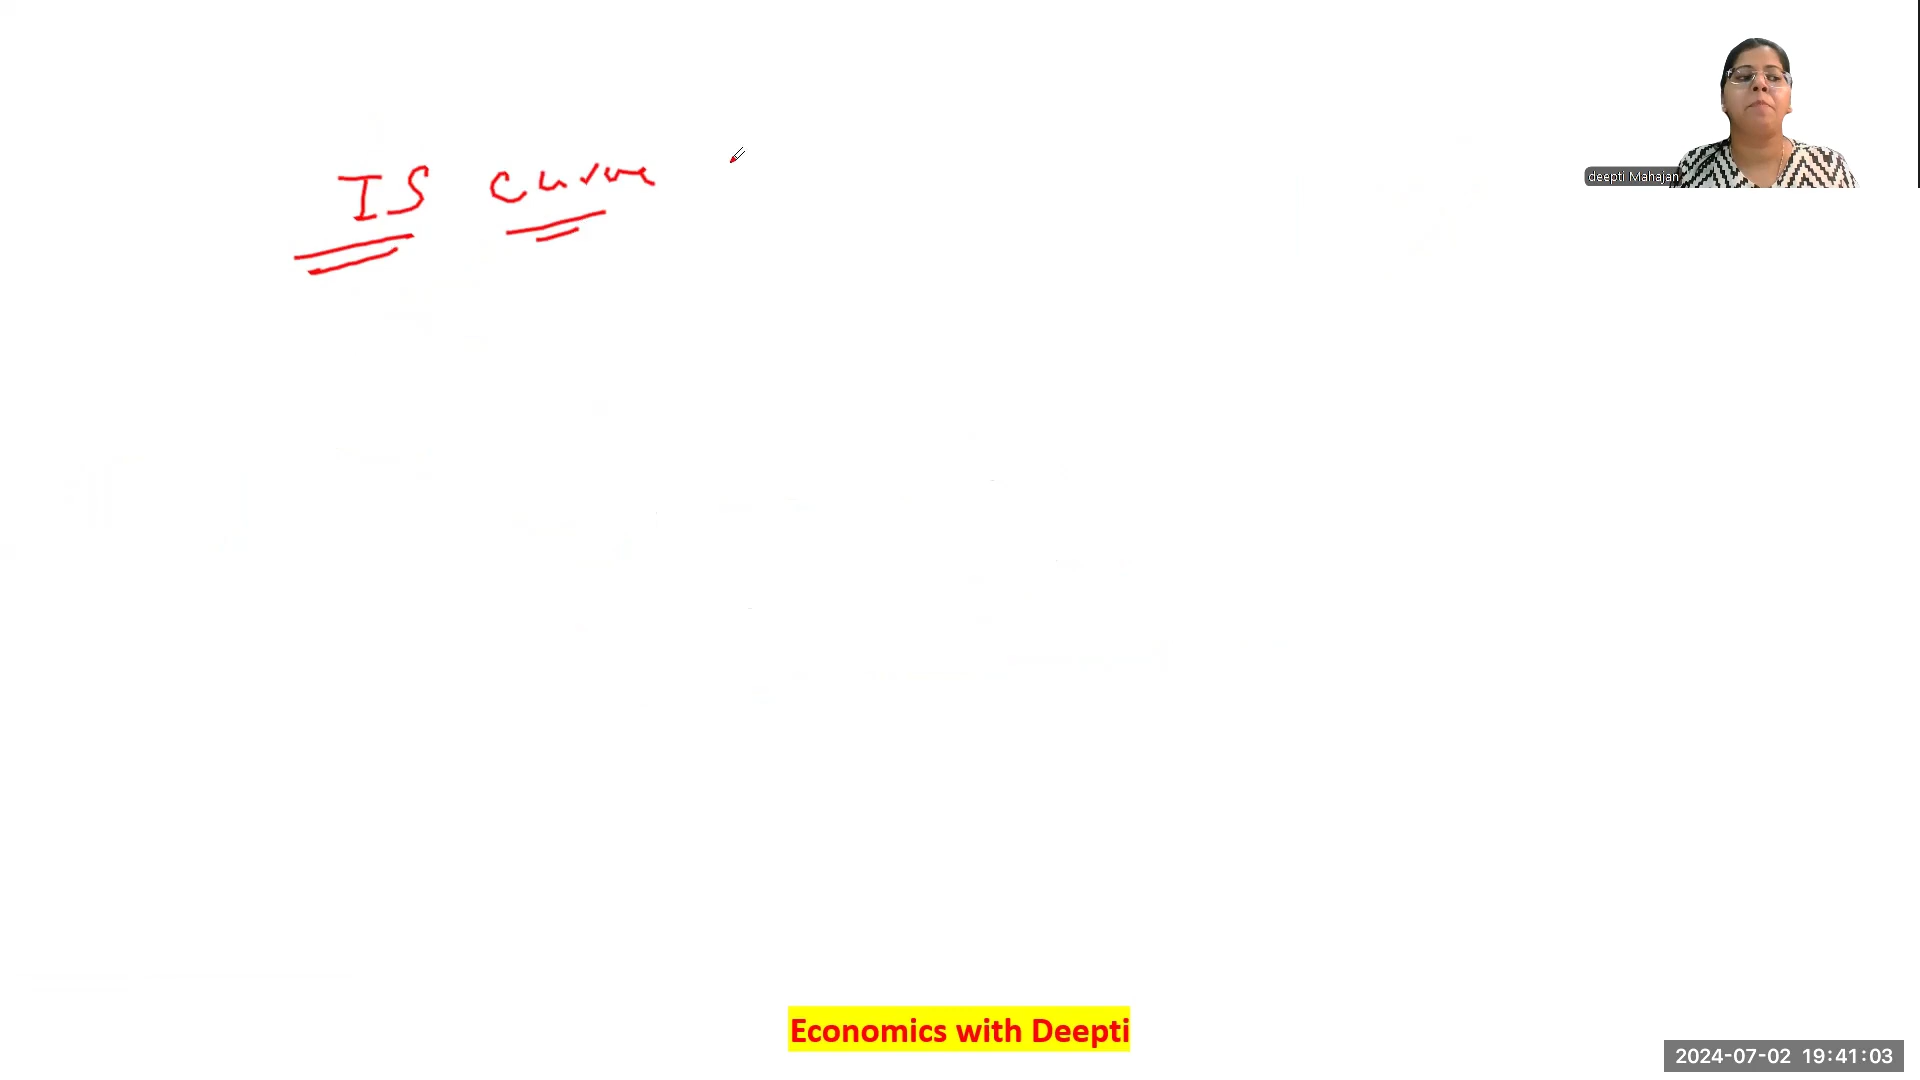 IS Curve
deepti Mahajan
Economics with Deepti
2024-07-02 19:41:03